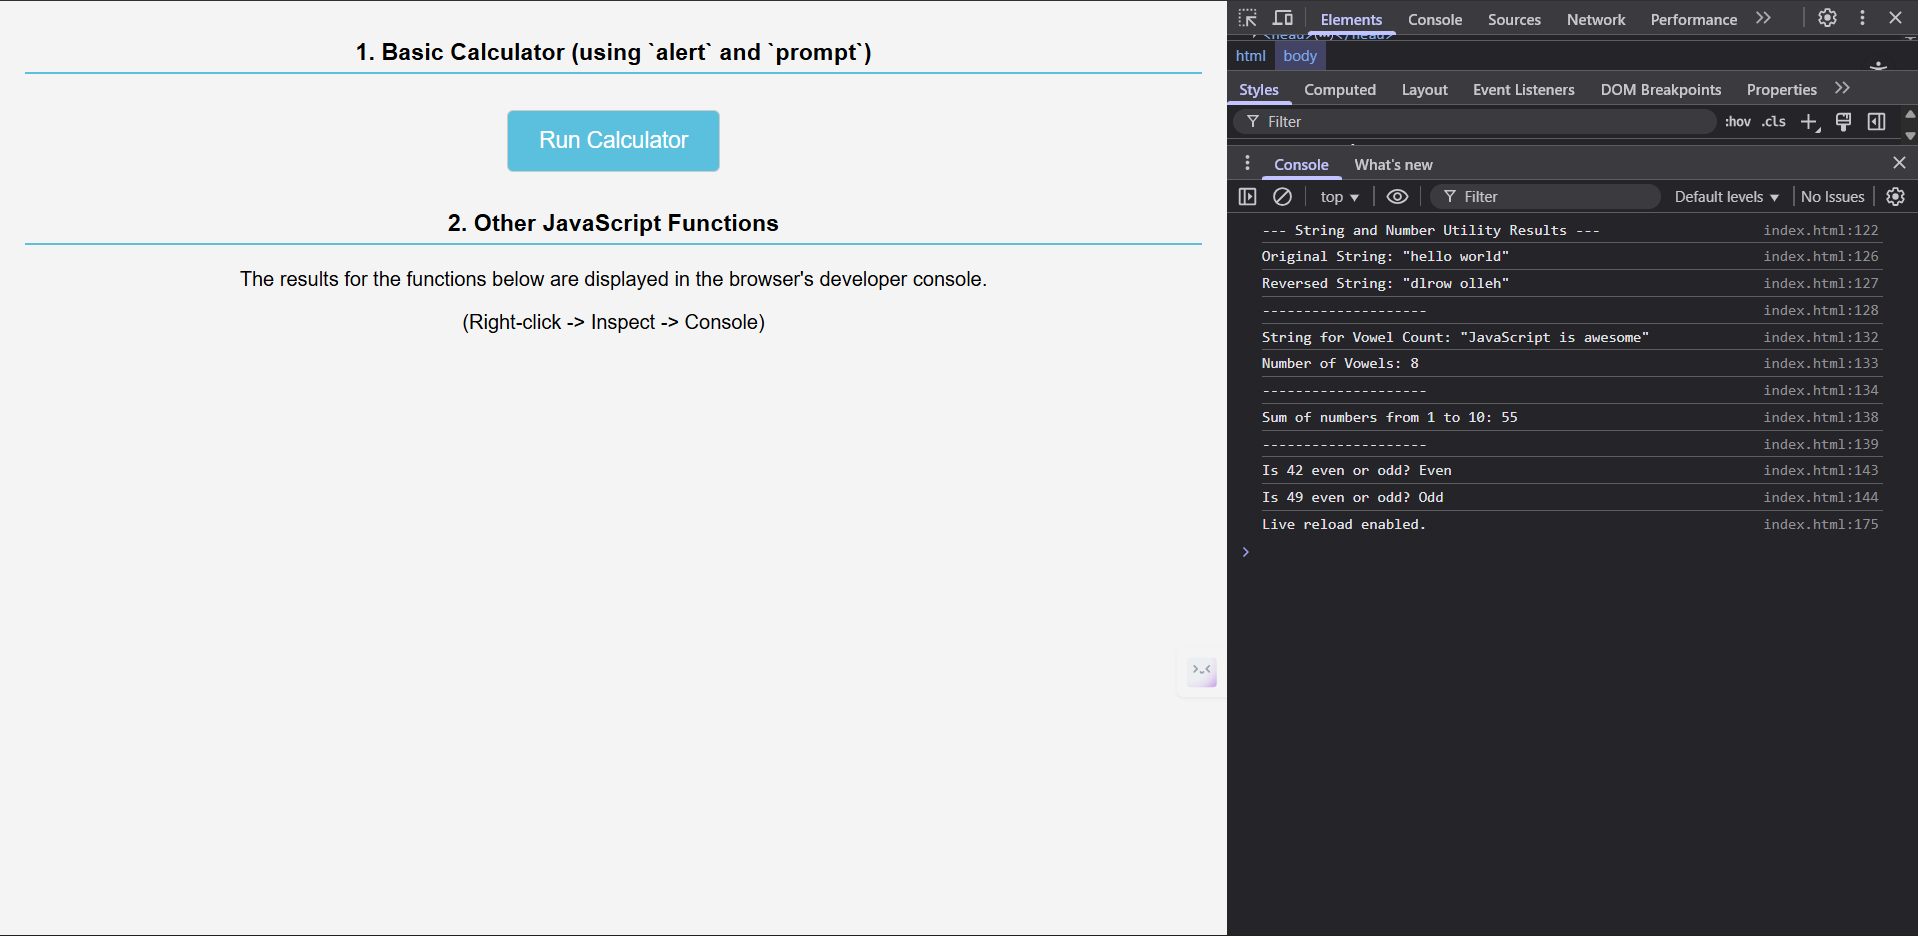 1. Basic Calculator (using `alert` and `prompt`)
Run Calculator
2. Other JavaScript Functions
The results for the functions below are displayed in the browser's developer console.
(Right-click -> Inspect -> Console)
Elements Console Sources Network Performance
html body
Styles Computed Layout Event Listeners DOM Breakpoints Properties
Filter :hov .cls
Console What's new
top Filter Default levels No Issues
--- String and Number Utility Results --- index.html:122
Original String: "hello world" index.html:126
Reversed String: "dlrow olleh" index.html:127
-------------------- index.html:128
String for Vowel Count: "JavaScript is awesome" index.html:132
Number of Vowels: 8 index.html:133
-------------------- index.html:134
Sum of numbers from 1 to 10: 55 index.html:138
-------------------- index.html:139
Is 42 even or odd? Even index.html:143
Is 49 even or odd? Odd index.html:144
Live reload enabled. index.html:175